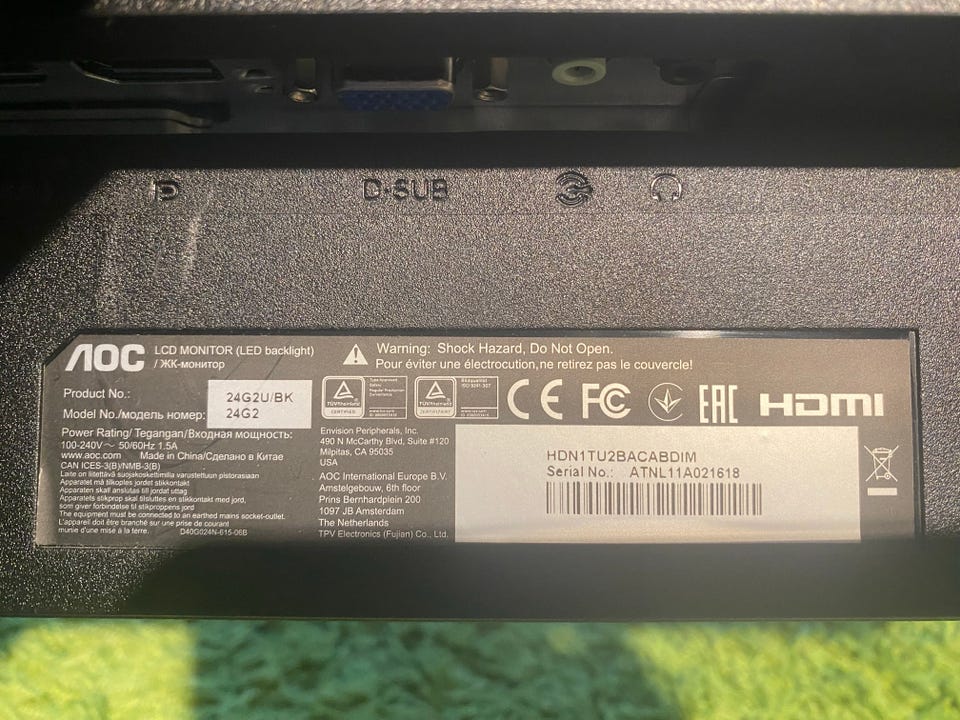 D-SUB
AOC LCD MONITOR (LED backlight)
/ ЖК-монитор
Product No.: 24G2U/BK
Model No./модель номер: 24G2
Power Rating/ Tegangan/Входная мощность:
100-240V~ 50/60Hz 1.5A
www.aoc.com Made in China/Сделано в Китае
CAN ICES-3(B)/NMB-3(B)
Laite on liitettävä suojakoskettimilla varustettuun pistorasiaan
Apparatet må tilkoples jordet stikkontakt
Apparaten skall anslutas till jordat uttag
Apparatets stikprop skal tilsluttes en stikkontakt med jord,
som giver forbindelse til stikproppens jord
The equipment must be connected to an earthed mains socket-outlet.
L'appareil doit être branché sur une prise de courant
munie d'une mise à la terre. D40G024N-615-06B
Warning: Shock Hazard, Do Not Open.
Pour éviter une électrocution,ne retirez pas le couvercle!
TÜVRheinland
CERTIFIED
TÜVRheinland
CERTIFIED
CE FC EAC HDMI
Envision Peripherals, Inc.
490 N McCarthy Blvd, Suite #120
Milpitas, CA 95035
USA
AOC International Europe B.V.
Amstelgebouw, 6th floor
Prins Bernhardplein 200
1097 JB Amsterdam
The Netherlands
TPV Electronics (Fujian) Co., Ltd.
HDN1TU2BACABDIM
Serial No.: ATNL11A021618